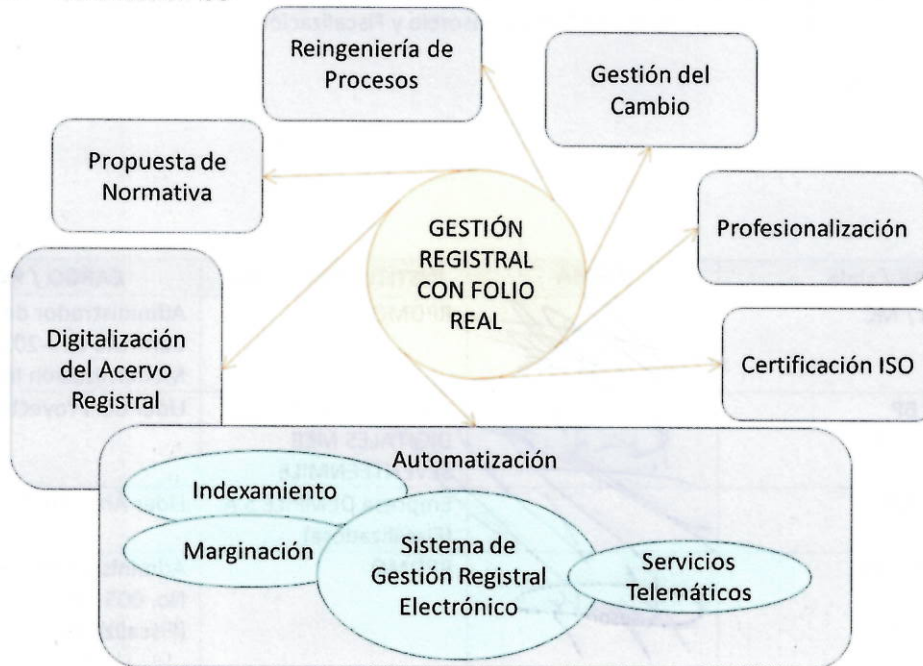 Reingeniería de
Procesos
Gestión del
Cambio
Propuesta de
Normativa
GESTIÓN
REGISTRAL
CON FOLIO
REAL
Profesionalización
Digitalización
del Acervo
Registral
Certificación ISO
Automatización
Indexamiento
Marginación
Sistema de
Gestión Registral
Electrónico
Servicios
Telemáticos